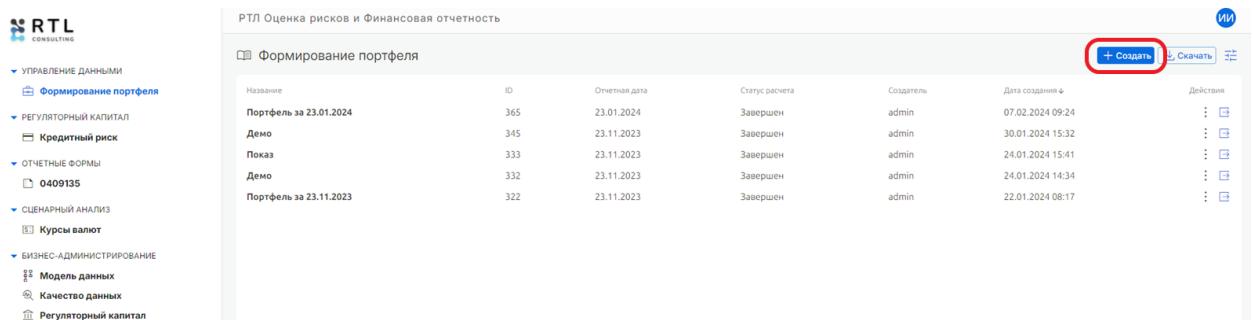 RTL
CONSULTING
РТЛ Оценка рисков и Финансовая отчетность
ИИ
Формирование портфеля
Создать
Скачать
УПРАВЛЕНИЕ ДАННЫМИ
Формирование портфеля
РЕГУЛЯТОРНЫЙ КАПИТАЛ
Кредитный риск
ОТЧЕТНЫЕ ФОРМЫ
0409135
СЦЕНАРНЫЙ АНАЛИЗ
Курсы валют
БИЗНЕС-АДМИНИСТРИРОВАНИЕ
Модель данных
Качество данных
Регуляторный капитал
Название ID Отчетная дата Статус расчета Создатель Дата создания Действия
Портфель за 23.01.2024 365 23.01.2024 Завершен admin 07.02.2024 09:24
Демо 345 23.11.2023 Завершен admin 30.01.2024 15:32
Показ 333 23.11.2023 Завершен admin 24.01.2024 15:41
Демо 332 23.11.2023 Завершен admin 24.01.2024 14:34
Портфель за 23.11.2023 322 23.11.2023 Завершен admin 22.01.2024 08:17